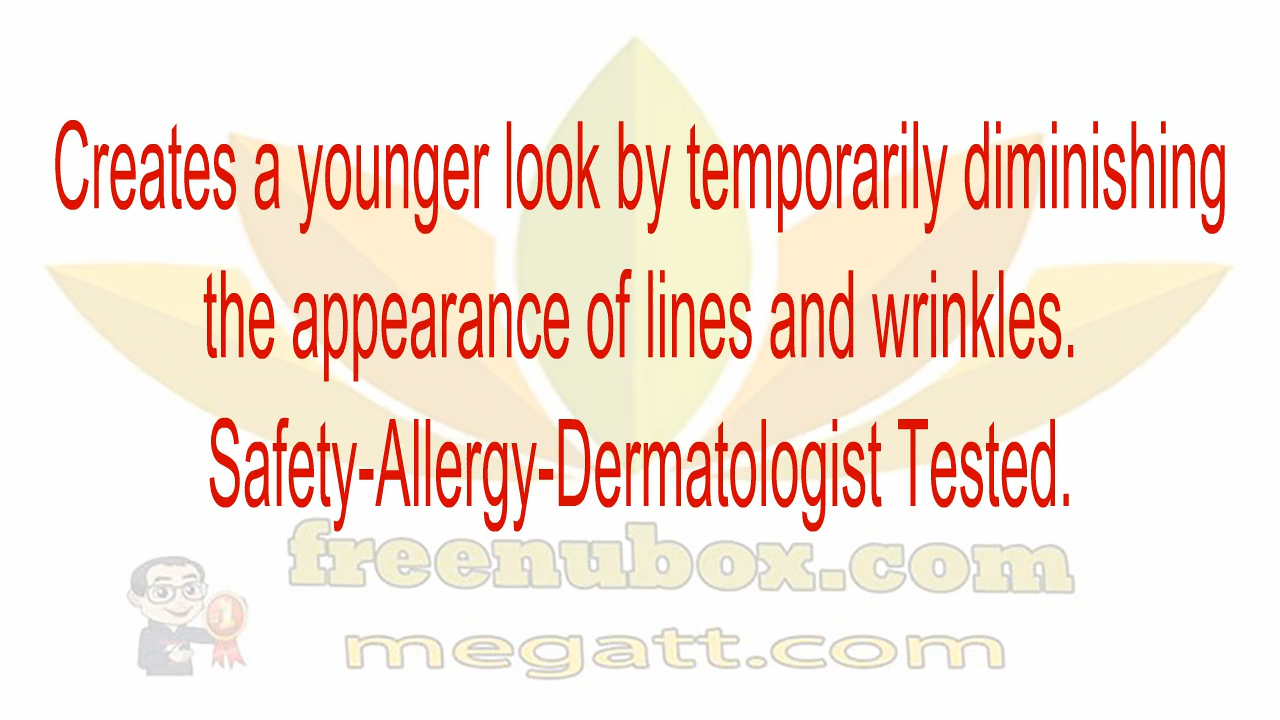 Creates a younger look by temporarily diminishing
the appearance of lines and wrinkles.
Safety-Allergy-Dermatologist Tested.
freenubox.com
1
megatt.com